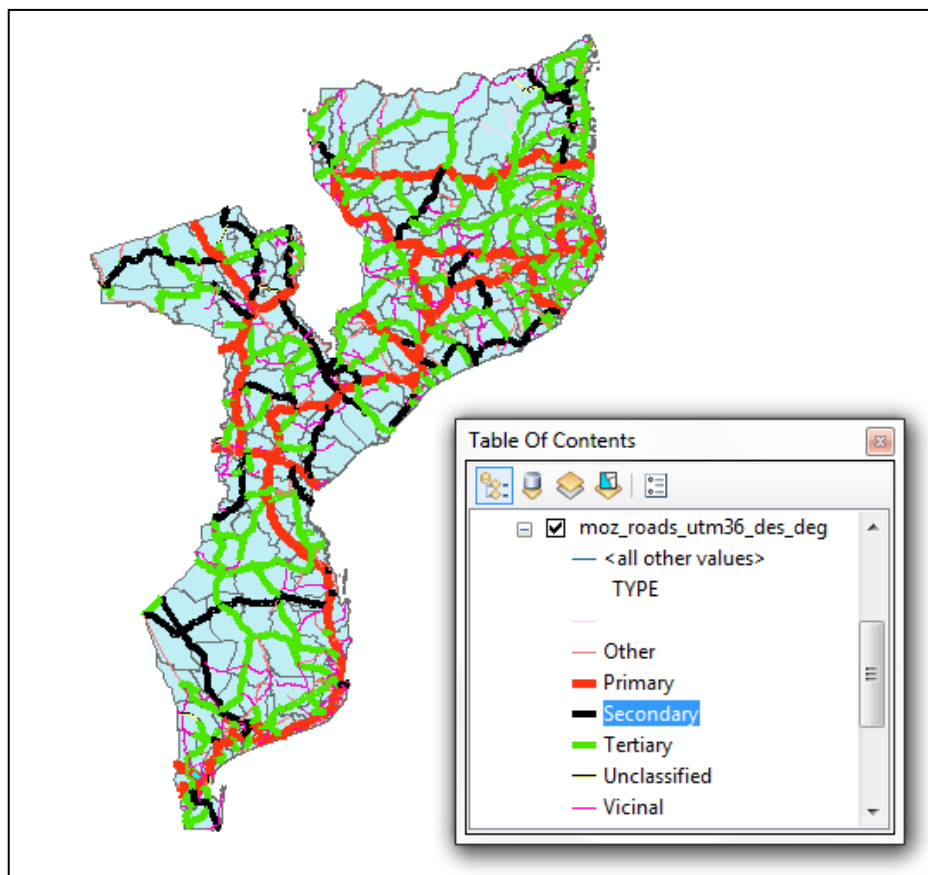 Table Of Contents
moz_roads_utm36_des_deg
<all other values>
TYPE
Other
Primary
Secondary
Tertiary
Unclassified
Vicinal